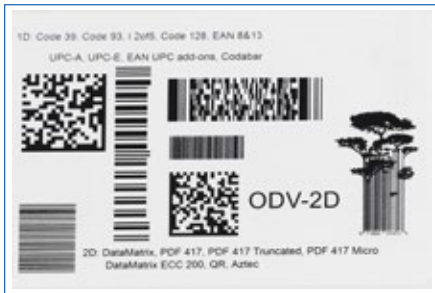 1D: Code 39, Code 93, I 2of5, Code 128, EAN 8&13
UPC-A, UPC-E, EAN UPC add-ons, Codabar
ODV-2D
2D: DataMatrix, PDF 417, PDF 417 Truncated, PDF 417 Micro
DataMatrix ECC 200, QR, Aztec